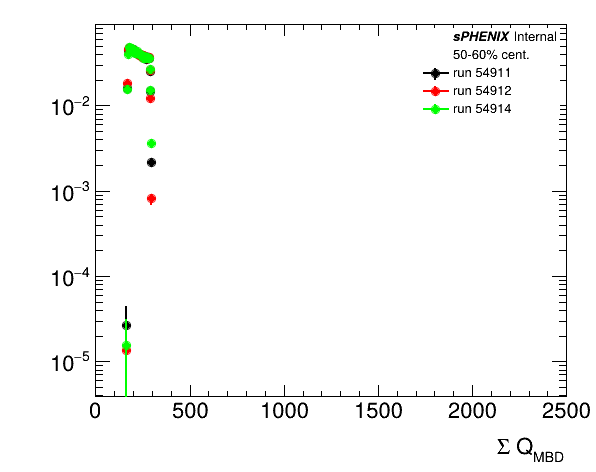 sPHENIX Internal
50-60% cent.
run 54911
run 54912
run 54914
10⁻²
10⁻³
10⁻⁴
10⁻⁵
0 500 1000 1500 2000 2500
Σ Q_MBD